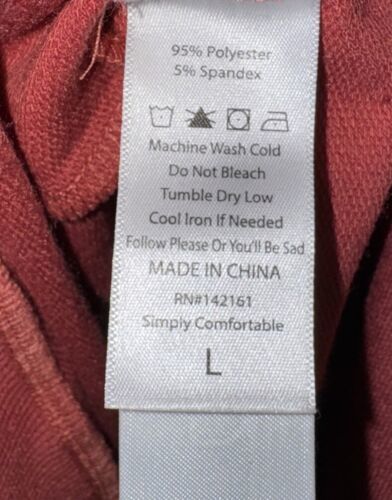 95% Polyester
5% Spandex
Machine Wash Cold
Do Not Bleach
Tumble Dry Low
Cool Iron If Needed
Follow Please Or You'll Be Sad
MADE IN CHINA
RN#142161
Simply Comfortable
L